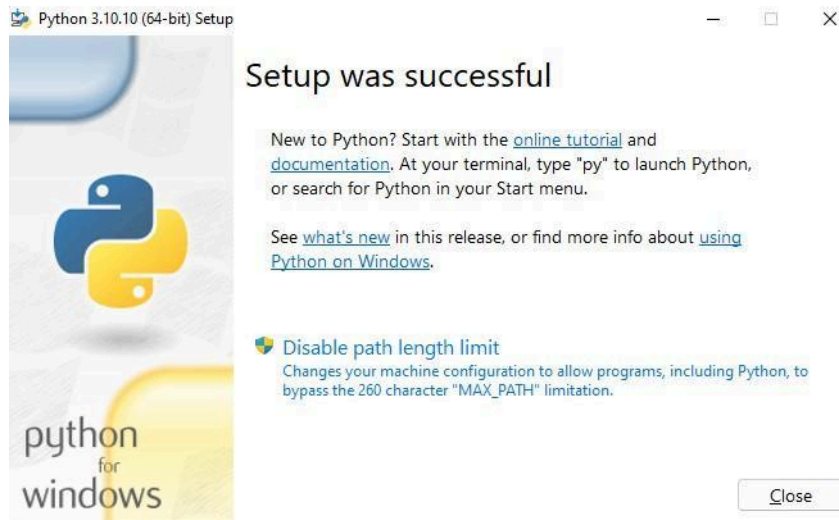 Python 3.10.10 (64-bit) Setup
Setup was successful
New to Python? Start with the online tutorial and
documentation. At your terminal, type "py" to launch Python,
or search for Python in your Start menu.
See what's new in this release, or find more info about using
Python on Windows.
Disable path length limit
Changes your machine configuration to allow programs, including Python, to
bypass the 260 character "MAX_PATH" limitation.
python
for
windows
Close